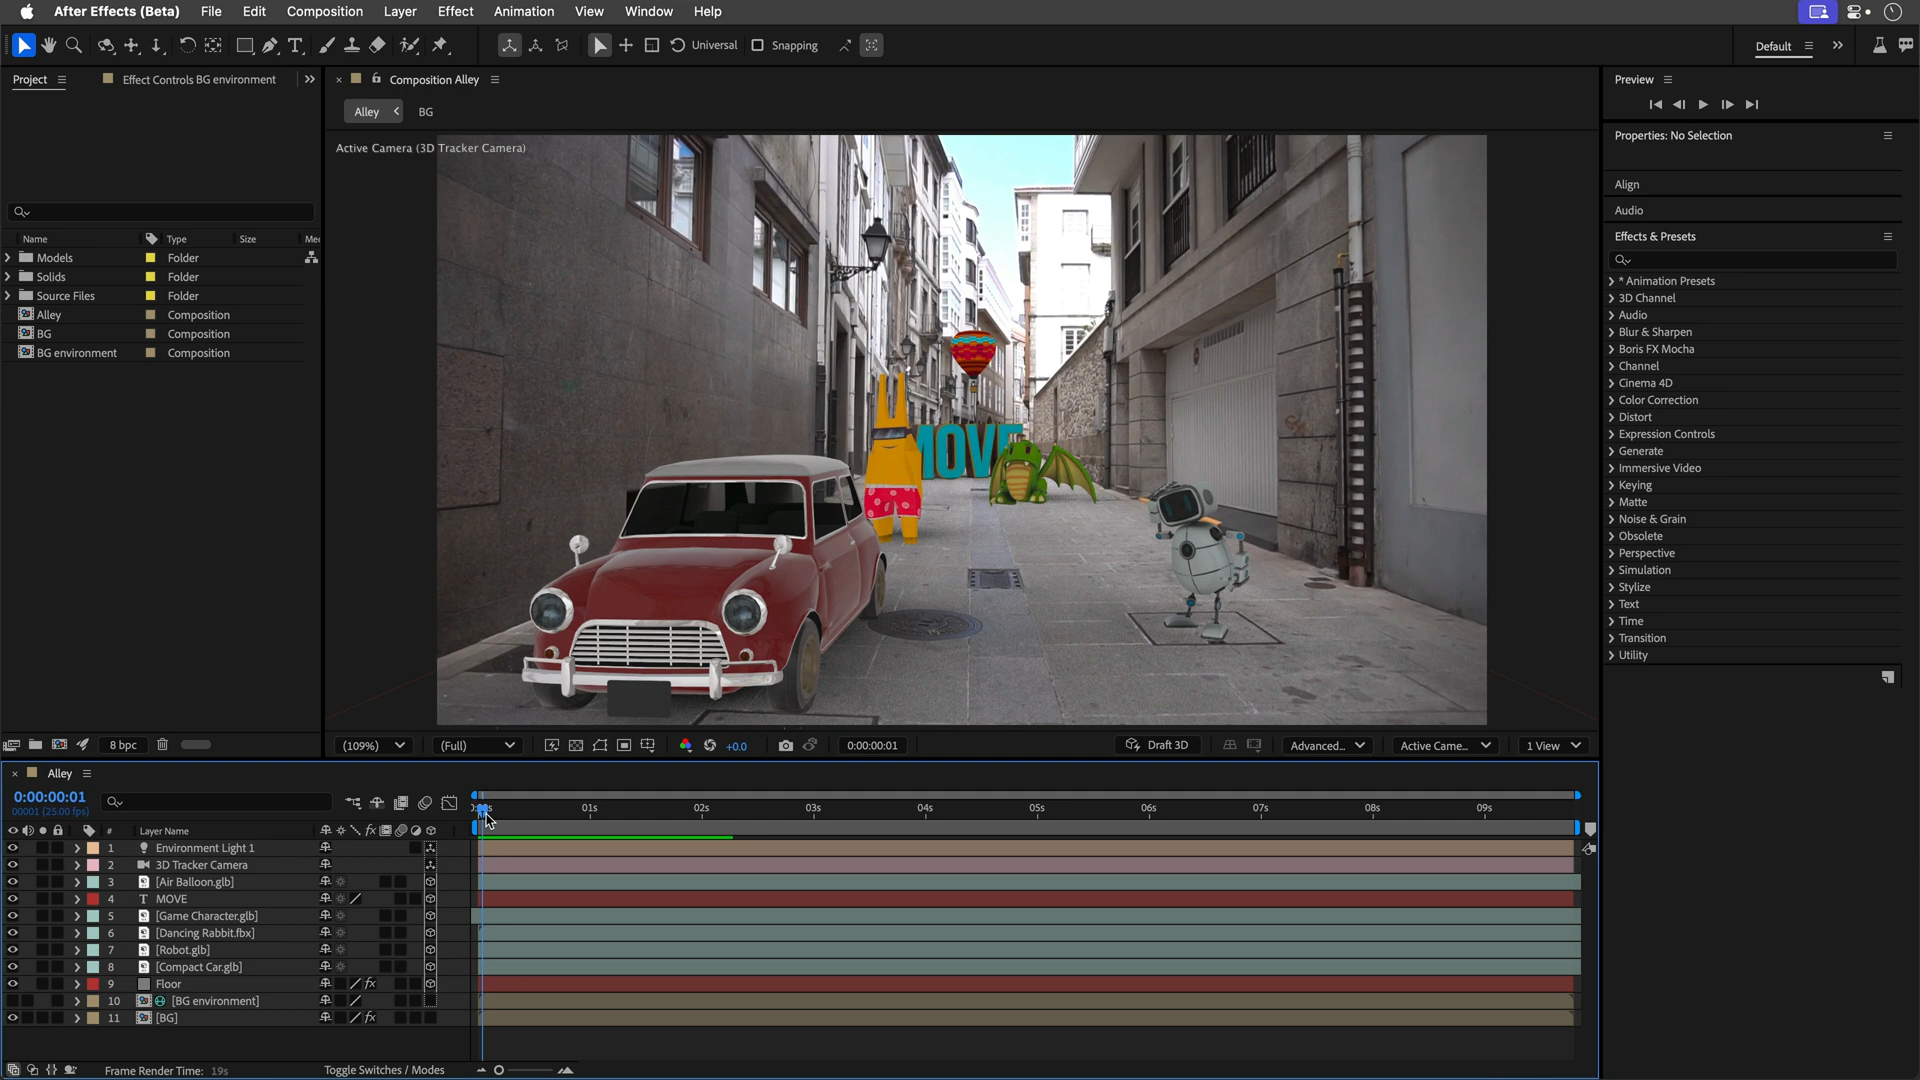 After Effects (Beta) File Edit Composition Layer Effect Animation View Window Help
Universal Snapping Default
Project Effect Controls BG environment
Composition Alley
Alley BG
Active Camera (3D Tracker Camera)
MOVE
Name Type Size
Models Folder
Solids Folder
Source Files Folder
Alley Composition
BG Composition
BG environment Composition
8 bpc
(109%) (Full) +0.0 0:00:00:01 Draft 3D Advanced... Active Came... 1 View
Preview
Properties: No Selection
Align
Audio
Effects & Presets
* Animation Presets
3D Channel
Audio
Blur & Sharpen
Boris FX Mocha
Channel
Cinema 4D
Color Correction
Distort
Expression Controls
Generate
Immersive Video
Keying
Matte
Noise & Grain
Obsolete
Perspective
Simulation
Stylize
Text
Time
Transition
Utility
Alley
0:00:00:01
00001 (25.00 fps)
01s 02s 03s 04s 05s 06s 07s 08s 09s
# Layer Name fx
1 Environment Light 1
2 3D Tracker Camera
3 [Air Balloon.glb]
4 T MOVE
5 [Game Character.glb]
6 [Dancing Rabbit.fbx]
7 [Robot.glb]
8 [Compact Car.glb]
9 Floor fx
10 [BG environment]
11 [BG] fx
Frame Render Time: 19s Toggle Switches / Modes